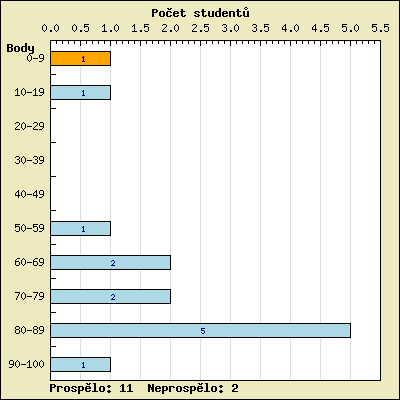 Počet studentů
0.0 0.5 1.0 1.5 2.0 2.5 3.0 3.5 4.0 4.5 5.0 5.5
Body
0-9 1
10-19 1
20-29
30-39
40-49
50-59 1
60-69 2
70-79 2
80-89 5
90-100 1
Prospělo: 11 Neprospělo: 2